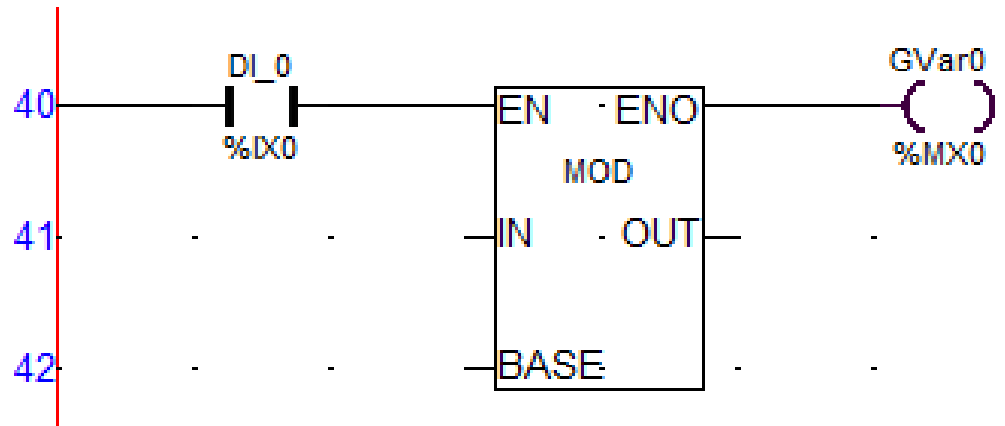 DI_0
GVar0
40
EN
ENO
%IX0
%MX0
MOD
41
IN
OUT
42
BASE